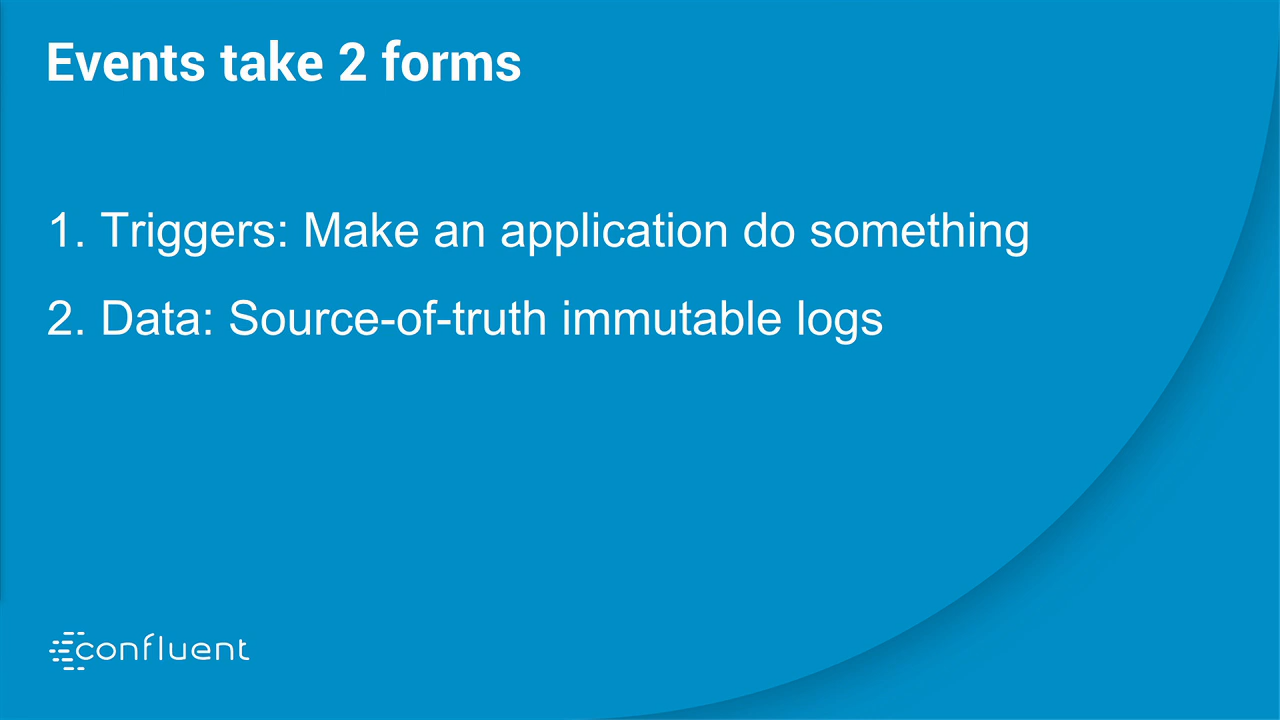 Events take 2 forms
1. Triggers: Make an application do something
2. Data: Source-of-truth immutable logs
confluent